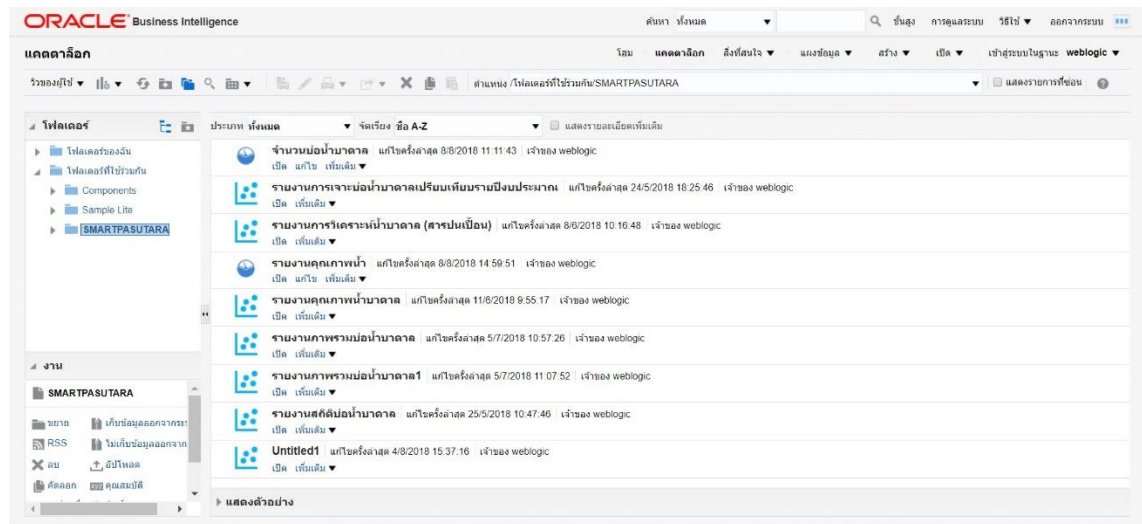 ORACLE Business Intelligence ค้นหา ทั้งหมด ขั้นสูง การดูแลระบบ วิธีใช้ ออกจากระบบ
แคตตาล็อก โฮม แคตตาล็อก สิ่งที่สนใจ แผงข้อมูล สร้าง เปิด เข้าสู่ระบบในฐานะ weblogic
วิวของผู้ใช้ ตำแหน่ง /โฟลเดอร์ที่ใช้ร่วมกัน/SMARTPASUTARA แสดงรายการที่ซ่อน
โฟลเดอร์
โฟลเดอร์ของฉัน
โฟลเดอร์ที่ใช้ร่วมกัน
Components
Sample Lite
SMARTPASUTARA
งาน
SMARTPASUTARA
ขยาย เก็บข้อมูลออกจากระ
RSS ไม่เก็บข้อมูลออกจาก
ลบ อัปโหลด
คัดลอก คุณสมบัติ
ประเภท ทั้งหมด จัดเรียง ชื่อ A-Z แสดงรายละเอียดเพิ่มเติม
จำนวนบ่อน้ำบาดาล แก้ไขครั้งล่าสุด 8/8/2018 11:11:43 เจ้าของ weblogic
เปิด แก้ไข เพิ่มเติม
รายงานการเจาะบ่อน้ำบาดาลเปรียบเทียบรายปีงบประมาณ แก้ไขครั้งล่าสุด 24/5/2018 18:25:46 เจ้าของ weblogic
เปิด เพิ่มเติม
รายงานการวิเคราะห์น้ำบาดาล (สารปนเปื้อน) แก้ไขครั้งล่าสุด 8/6/2018 10:16:48 เจ้าของ weblogic
เปิด เพิ่มเติม
รายงานคุณภาพน้ำ แก้ไขครั้งล่าสุด 8/8/2018 14:59:51 เจ้าของ weblogic
เปิด แก้ไข เพิ่มเติม
รายงานคุณภาพน้ำบาดาล แก้ไขครั้งล่าสุด 11/6/2018 9:55:17 เจ้าของ weblogic
เปิด เพิ่มเติม
รายงานภาพรวมบ่อน้ำบาดาล แก้ไขครั้งล่าสุด 5/7/2018 10:57:26 เจ้าของ weblogic
เปิด เพิ่มเติม
รายงานภาพรวมบ่อน้ำบาดาล1 แก้ไขครั้งล่าสุด 5/7/2018 11:07:52 เจ้าของ weblogic
เปิด เพิ่มเติม
รายงานสถิติบ่อน้ำบาดาล แก้ไขครั้งล่าสุด 25/5/2018 10:47:46 เจ้าของ weblogic
เปิด เพิ่มเติม
Untitled1 แก้ไขครั้งล่าสุด 4/8/2018 15:37:16 เจ้าของ weblogic
เปิด เพิ่มเติม
แสดงตัวอย่าง